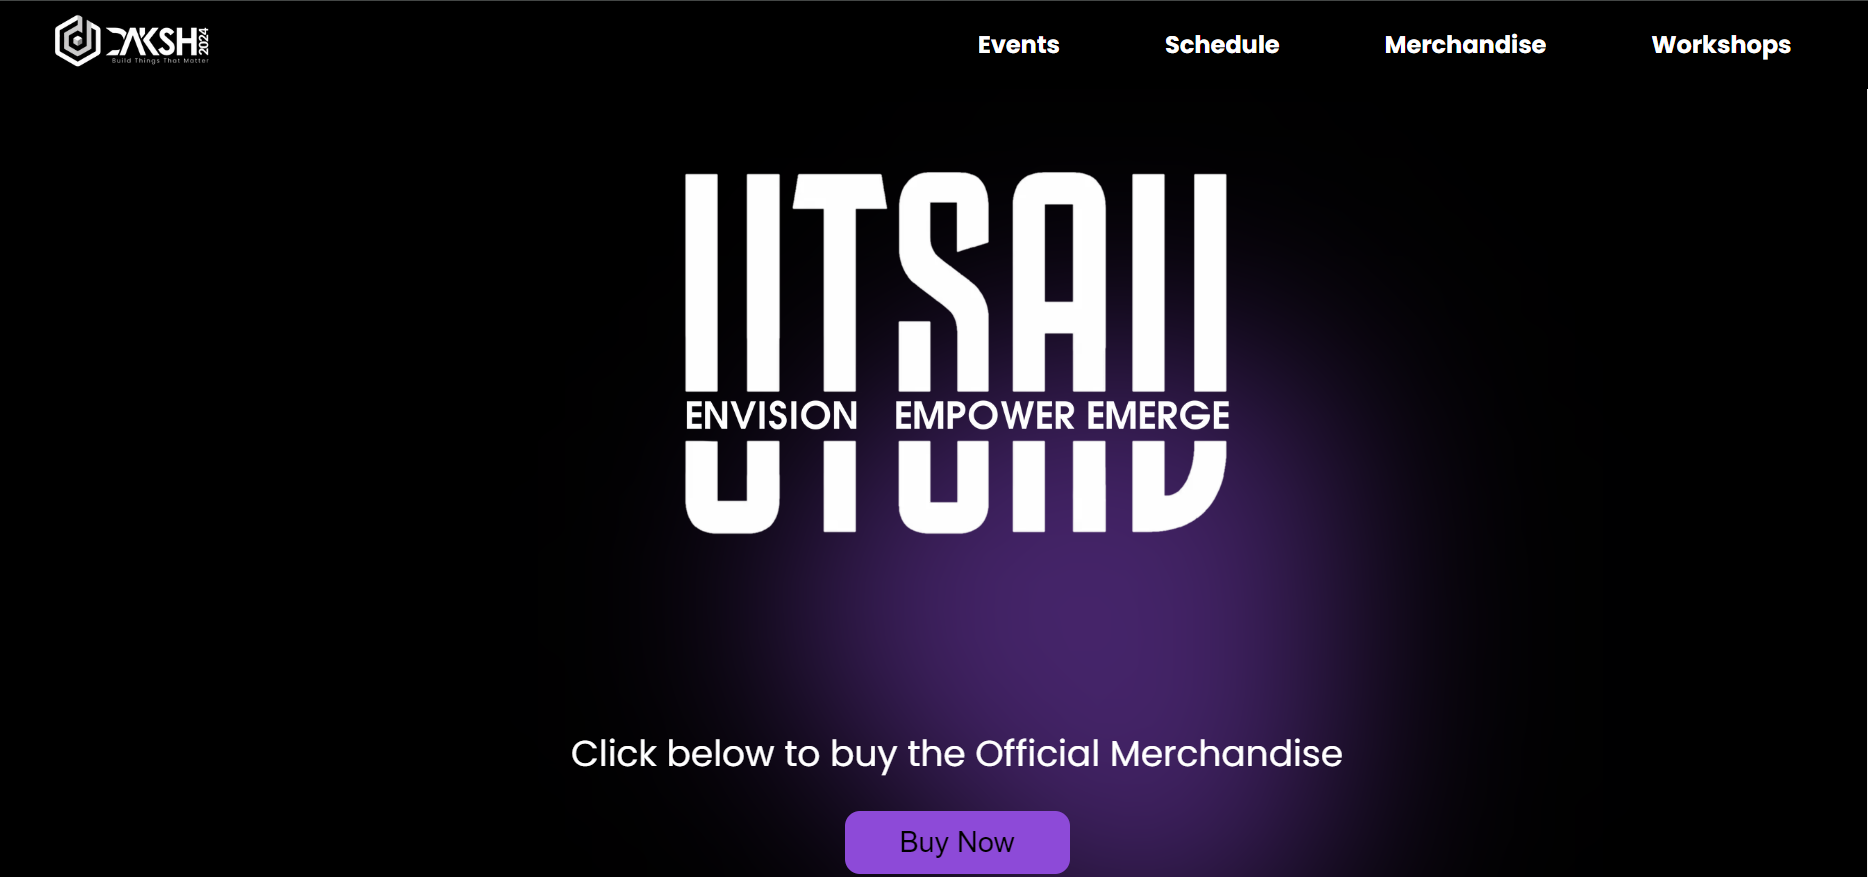 DAKSH 2024
Build Things That Matter
Events Schedule Merchandise Workshops
UTSAV
ENVISION EMPOWER EMERGE
Click below to buy the Official Merchandise
Buy Now